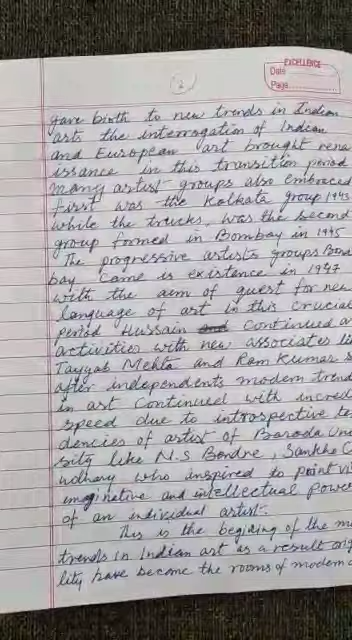 EXCELLENCE
Date
Page
2
gave birth to new trends in Indian
arts the interrogation of Indian
and European art brought rena
issance in this transition period
many artist groups also embraced
first was the Kolkata group 1943
while the trucks, was the second
group formed in Bombay in 1945
The progressive artists groups Bom
bay came is existence in 1947
with the aim of quest for new
language of art in this crucial
period Hussain and continued
activities with new associates
Tayyab Mehta and Ram Kumar
after independents modern trend
in art continued with incred
speed due to introspective te
dencies of artist of Baroda Un
sity like N.S Bendre, Sankho
udhary who inspired to point
imaginative and intellectual Power
of an individual artist.
This is the begining of the
trends in Indian art as a result
lity have become the rooms of modern